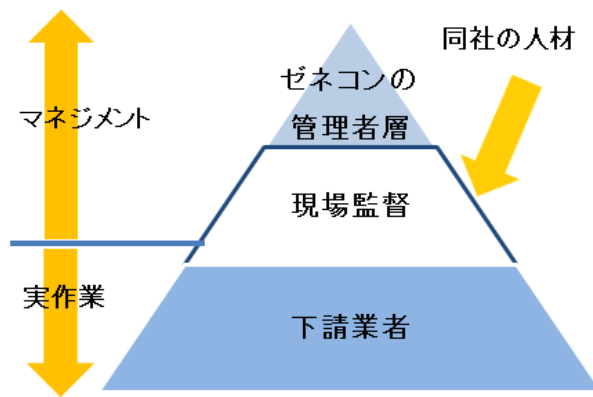 同社の人材
ゼネコンの
管理者層
マネジメント
現場監督
実作業
下請業者